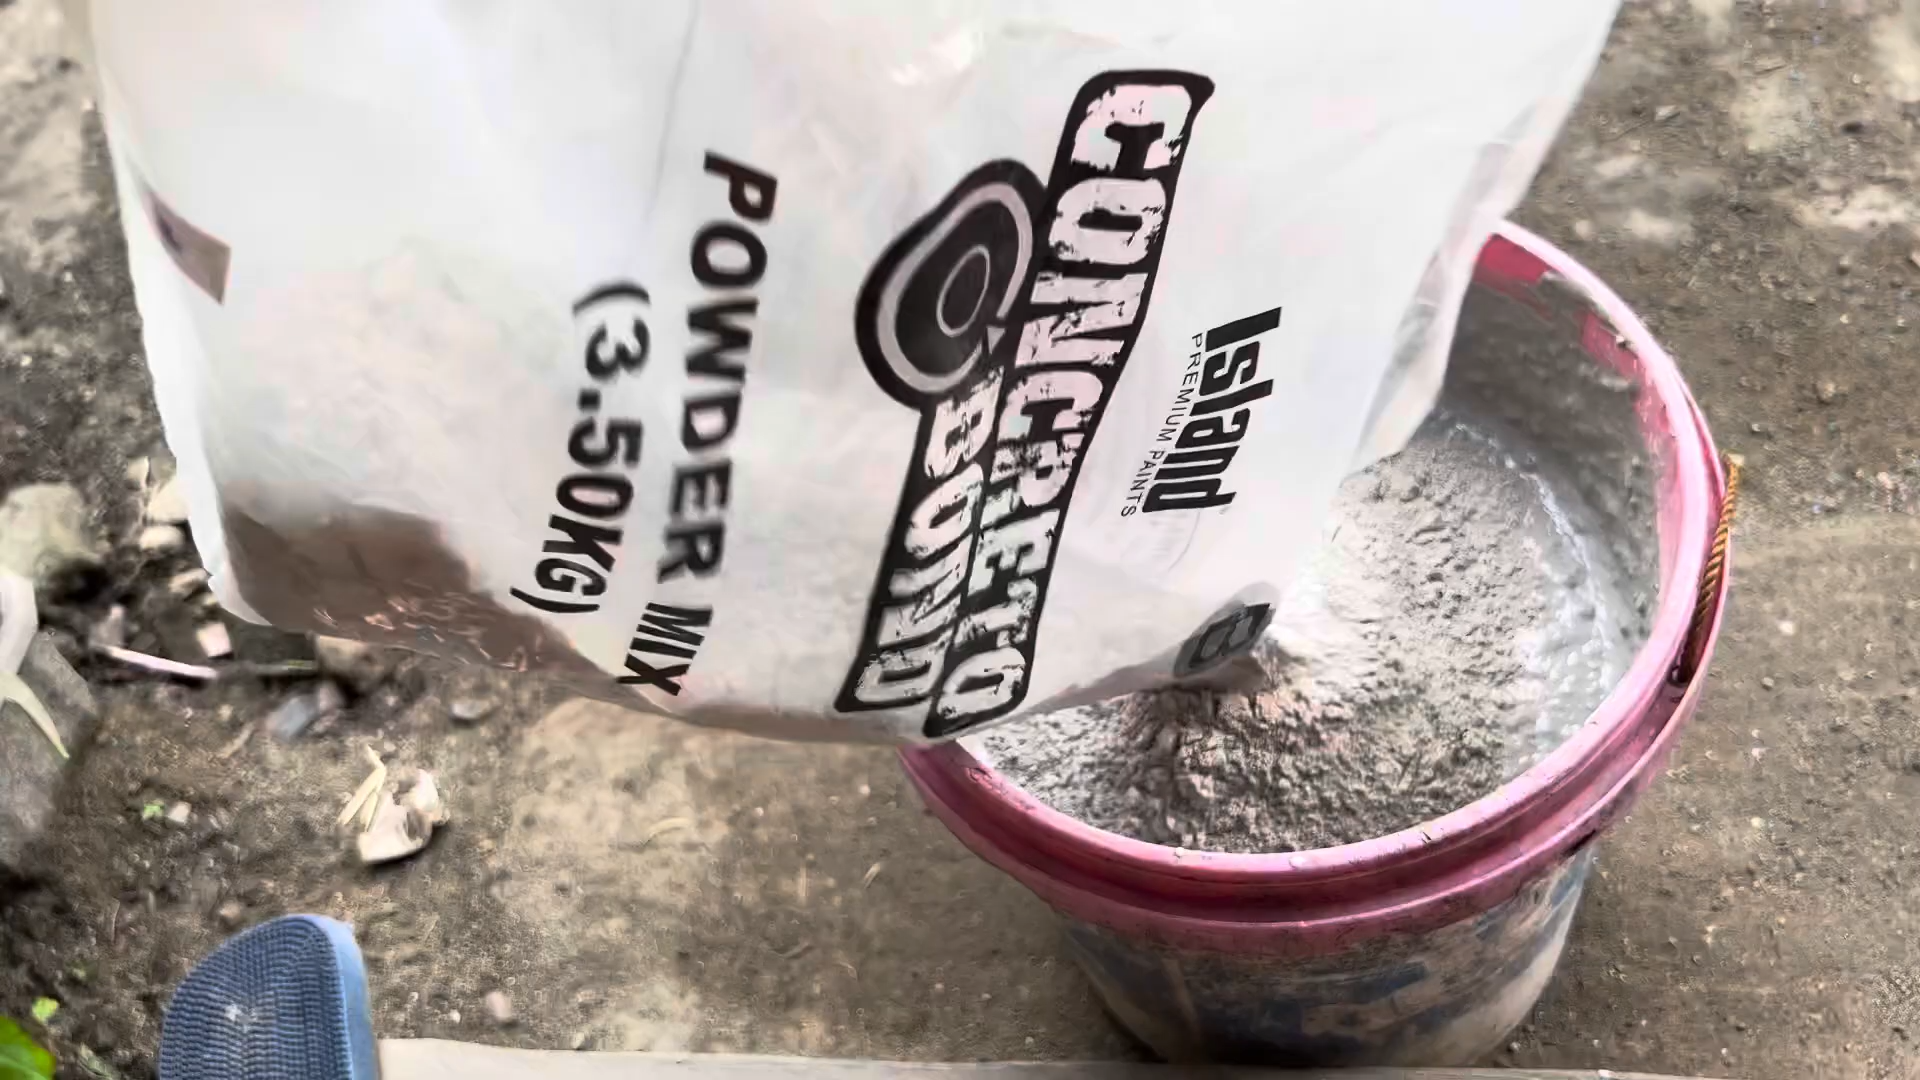 Island
PREMIUM PAINTS
CONCRETO
BOND
POWDER MIX
(3.50KG)
B